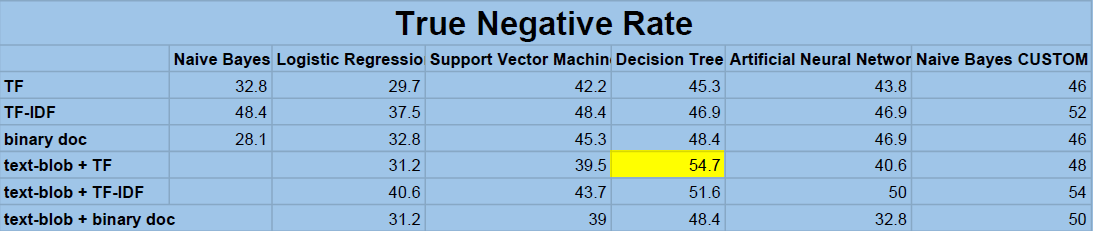 True Negative Rate
Naive Bayes Logistic Regressio Support Vector Machin Decision Tree Artificial Neural Networ Naive Bayes CUSTOM
TF 32.8 29.7 42.2 45.3 43.8 46
TF-IDF 48.4 37.5 48.4 46.9 46.9 52
binary doc 28.1 32.8 45.3 48.4 46.9 46
text-blob + TF 31.2 39.5 54.7 40.6 48
text-blob + TF-IDF 40.6 43.7 51.6 50 54
text-blob + binary doc 31.2 39 48.4 32.8 50